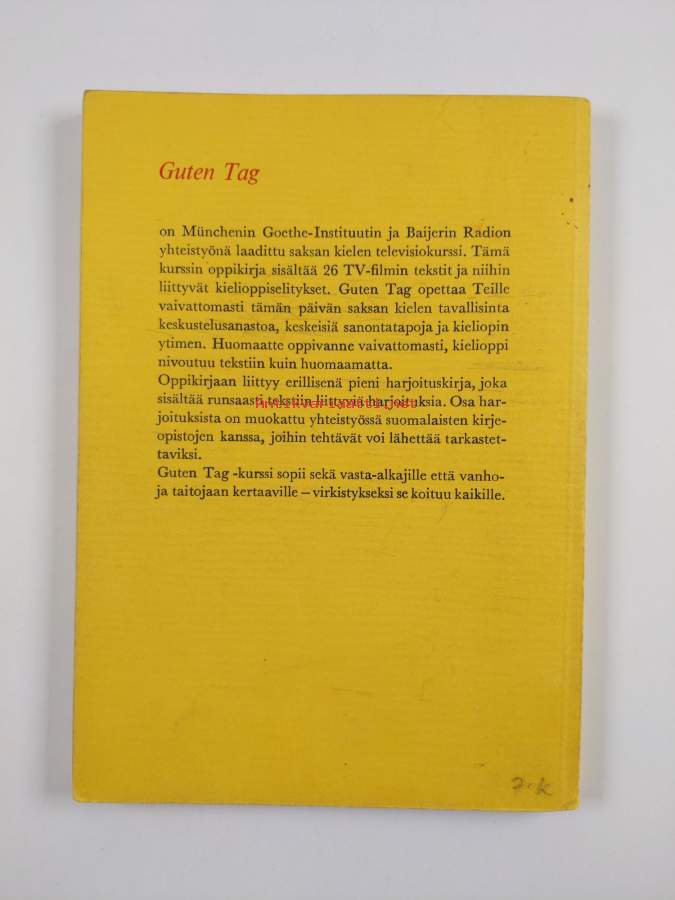 Guten Tag
on Münchenin Goethe-Instituutin ja Baijerin Radion
yhteistyönä laadittu saksan kielen televisiokurssi. Tämä
kurssin oppikirja sisältää 26 TV-filmin tekstit ja niihin
liittyvät kielioppiselitykset. Guten Tag opettaa Teille
vaivattomasti tämän päivän saksan kielen tavallisinta
keskustelusanastoa, keskeisiä sanontatapoja ja kieliopin
ytimen. Huomaatte oppivanne vaivattomasti, kielioppi
nivoutuu tekstiin kuin huomaamatta.
Oppikirjaan liittyy erillisenä pieni harjoituskirja, joka
sisältää runsaasti tekstiin liittyviä harjoituksia. Osa har-
joituksista on muokattu yhteistyössä suomalaisten kirje-
opistojen kanssa, joihin tehtävät voi lähettää tarkastet-
taviksi.
Guten Tag -kurssi sopii sekä vasta-alkajille että vanho-
ja taitojaan kertaaville – virkistykseksi se koituu kaikille.